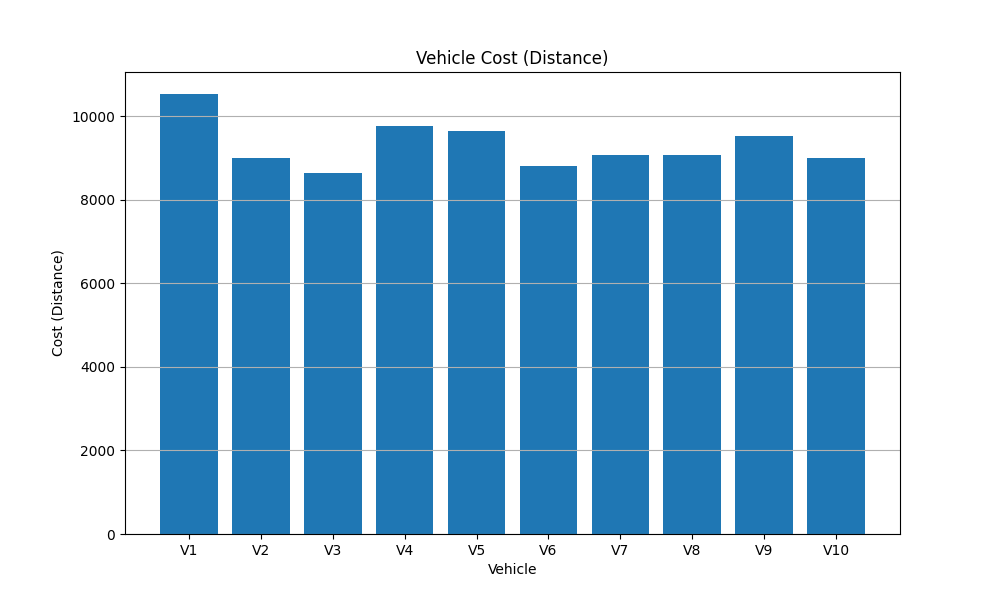 Vehicle Cost (Distance)
10000
8000
6000
4000
2000
0
Cost (Distance)
V1 V2 V3 V4 V5 V6 V7 V8 V9 V10
Vehicle